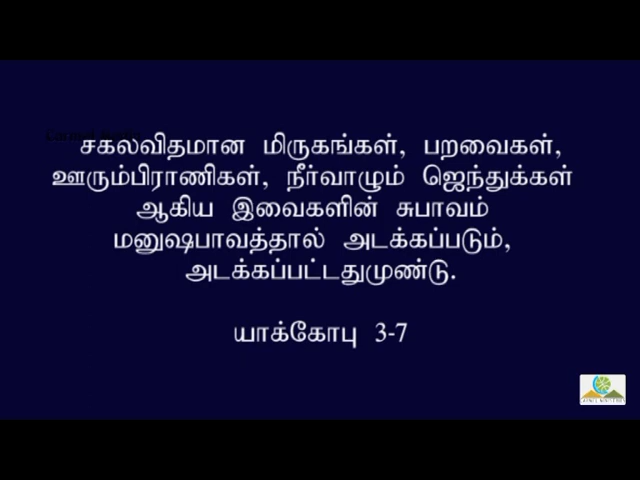 சகலவிதமான மிருகங்கள், பறவைகள்,
ஊரும்பிராணிகள், நீர்வாழும் ஜெந்துக்கள்
ஆகிய இவைகளின் சுபாவம்
மனுஷபாவத்தால் அடக்கப்படும்,
அடக்கப்பட்டதுமுண்டு.
யாக்கோபு 3-7